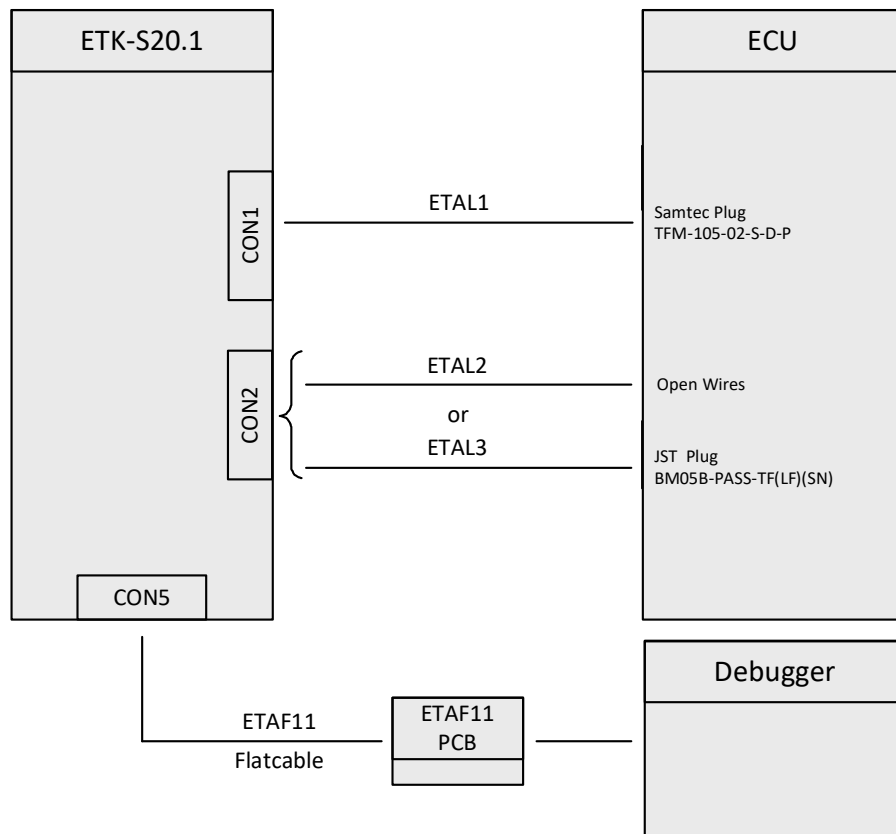 ETK-S20.1
ECU
CON1
ETAL1
Samtec Plug
TFM-105-02-S-D-P
CON2
ETAL2
Open Wires
or
ETAL3
JST Plug
BM05B-PASS-TF(LF)(SN)
CON5
Debugger
ETAF11
Flatcable
ETAF11
PCB